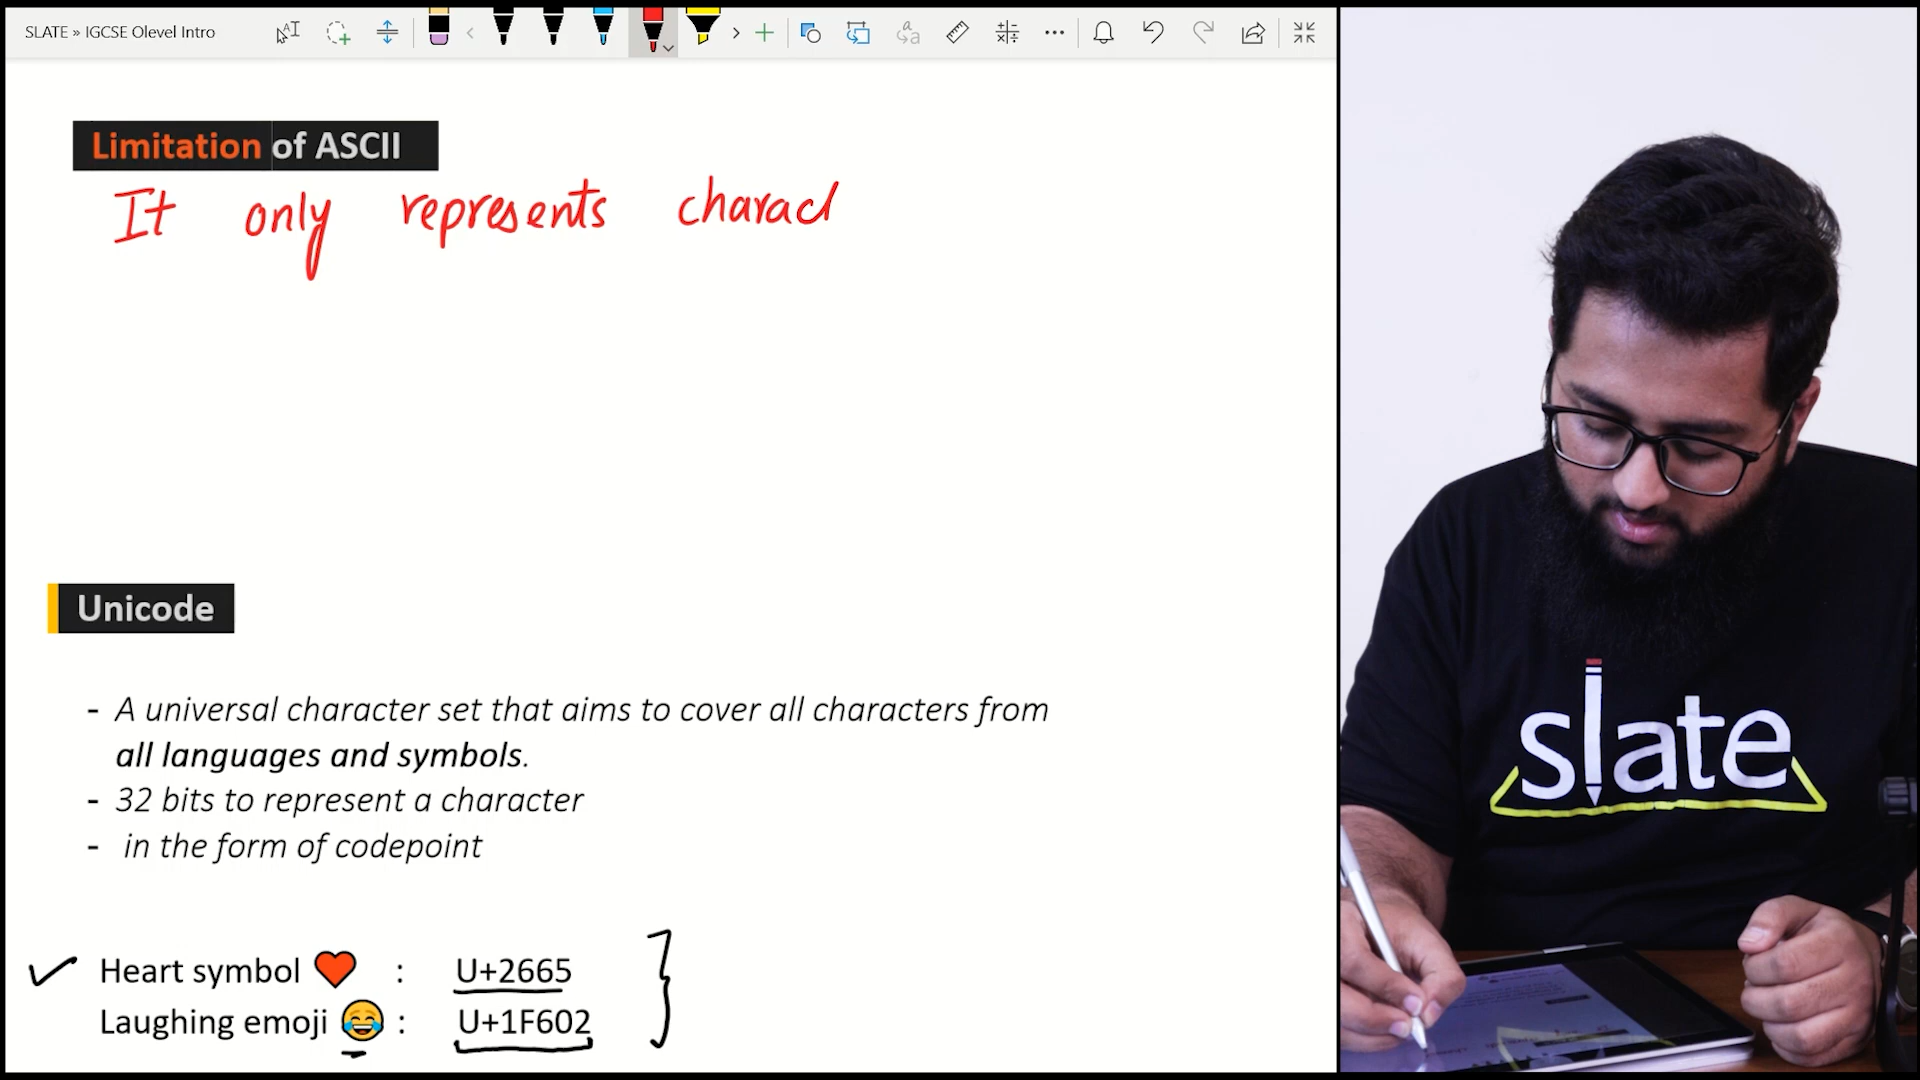 SLATE » IGCSE Olevel Intro
Limitation of ASCII
It only represents charact
Unicode
- A universal character set that aims to cover all characters from
all languages and symbols.
- 32 bits to represent a character
- in the form of codepoint
Heart symbol ❤️ : U+2665
Laughing emoji 😂 : U+1F602
slate